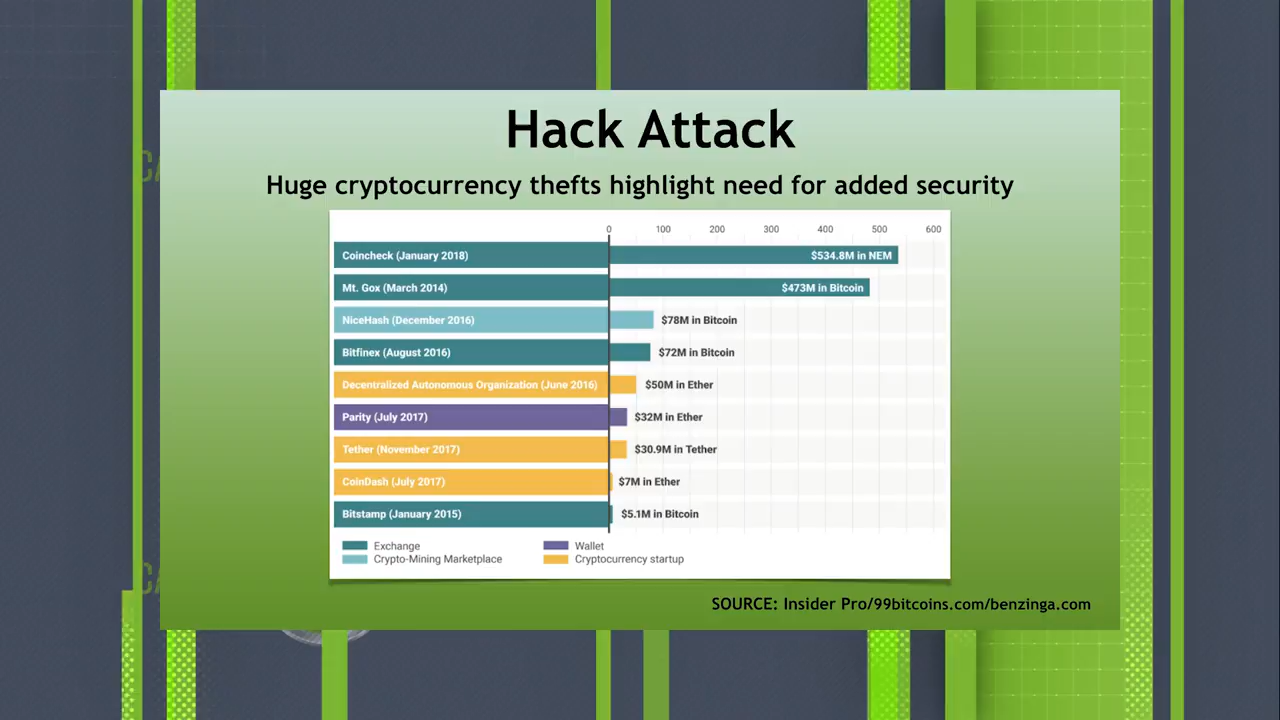 Hack Attack
Huge cryptocurrency thefts highlight need for added security
0 100 200 300 400 500 600
Coincheck (January 2018) $534.8M in NEM
Mt. Gox (March 2014) $473M in Bitcoin
NiceHash (December 2016) $78M in Bitcoin
Bitfinex (August 2016) $72M in Bitcoin
Decentralized Autonomous Organization (June 2016) $50M in Ether
Parity (July 2017) $32M in Ether
Tether (November 2017) $30.9M in Tether
CoinDash (July 2017) $7M in Ether
Bitstamp (January 2015) $5.1M in Bitcoin
Exchange Wallet
Crypto-Mining Marketplace Cryptocurrency startup
SOURCE: Insider Pro/99bitcoins.com/benzinga.com